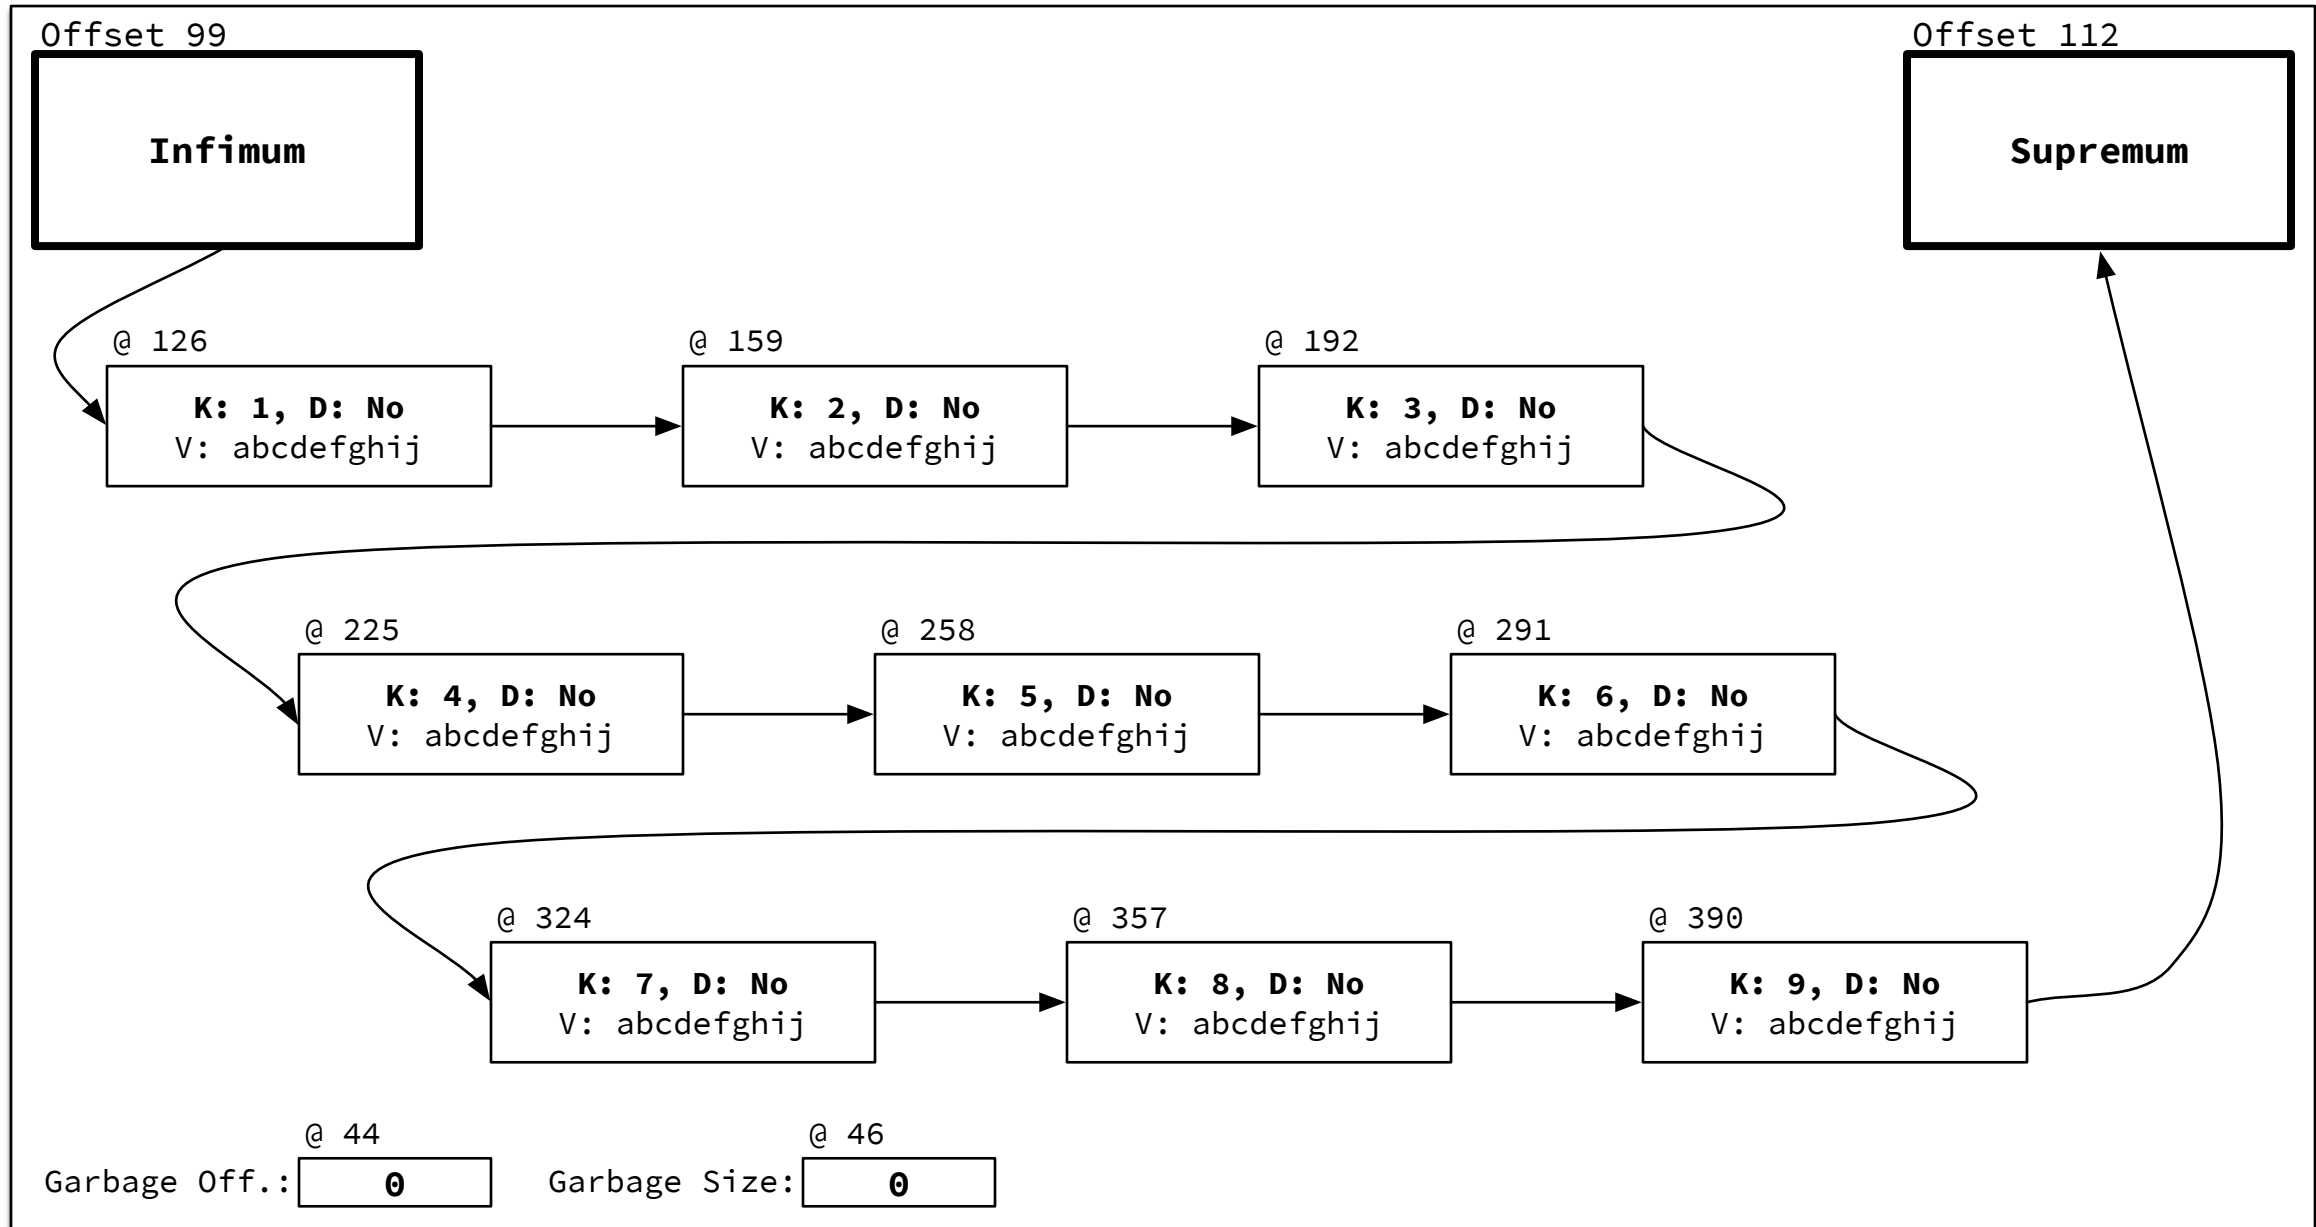 Offset 99
Offset 112
Infimum
Supremum
@ 126
@ 159
@ 192
K: 1, D: No
V: abcdefghij
K: 2, D: No
V: abcdefghij
K: 3, D: No
V: abcdefghij
@ 225
@ 258
@ 291
K: 4, D: No
V: abcdefghij
K: 5, D: No
V: abcdefghij
K: 6, D: No
V: abcdefghij
@ 324
@ 357
@ 390
K: 7, D: No
V: abcdefghij
K: 8, D: No
V: abcdefghij
K: 9, D: No
V: abcdefghij
@ 44
@ 46
Garbage Off.: 0
Garbage Size: 0